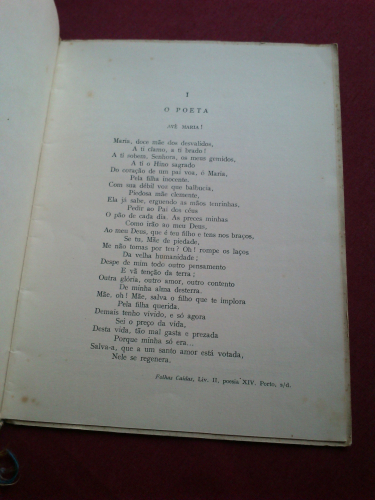 I
O POETA
AVÈ MARIA!
Maria, doce mãe dos desvalidos,
A ti clamo, a ti brado!
A ti sobem, Senhora, os meus gemidos,
A ti o Hino sagrado
Do coração de um pai voa, ó Maria,
Pela filha inocente.
Com sua débil voz que balbucia,
Piedosa mãe clemente,
Ela já sabe, erguendo as mãos tenrinhas,
Pedir ao Pai dos céus
O pão de cada dia. As preces minhas
Como irão ao meu Deus,
Ao meu Deus, que é teu filho e tens nos braços,
Se tu, Mãe de piedade,
Me não tomas por teu? Oh! rompe os laços
Da velha humanidade;
Despe de mim todo outro pensamento
E vã tenção da terra;
Outra glória, outro amor, outro contento
De minha alma desterra.
Mãe, oh! Mãe, salva o filho que te implora
Pela filha querida.
Demais tenho vivido, e só agora
Sei o preço da vida,
Desta vida, tão mal gasta e prezada
Porque minha só era...
Salva-a, que a um santo amor está votada,
Nele se regenera.
Folhas Caídas, Liv. II, poesia XIV. Porto, s/d.